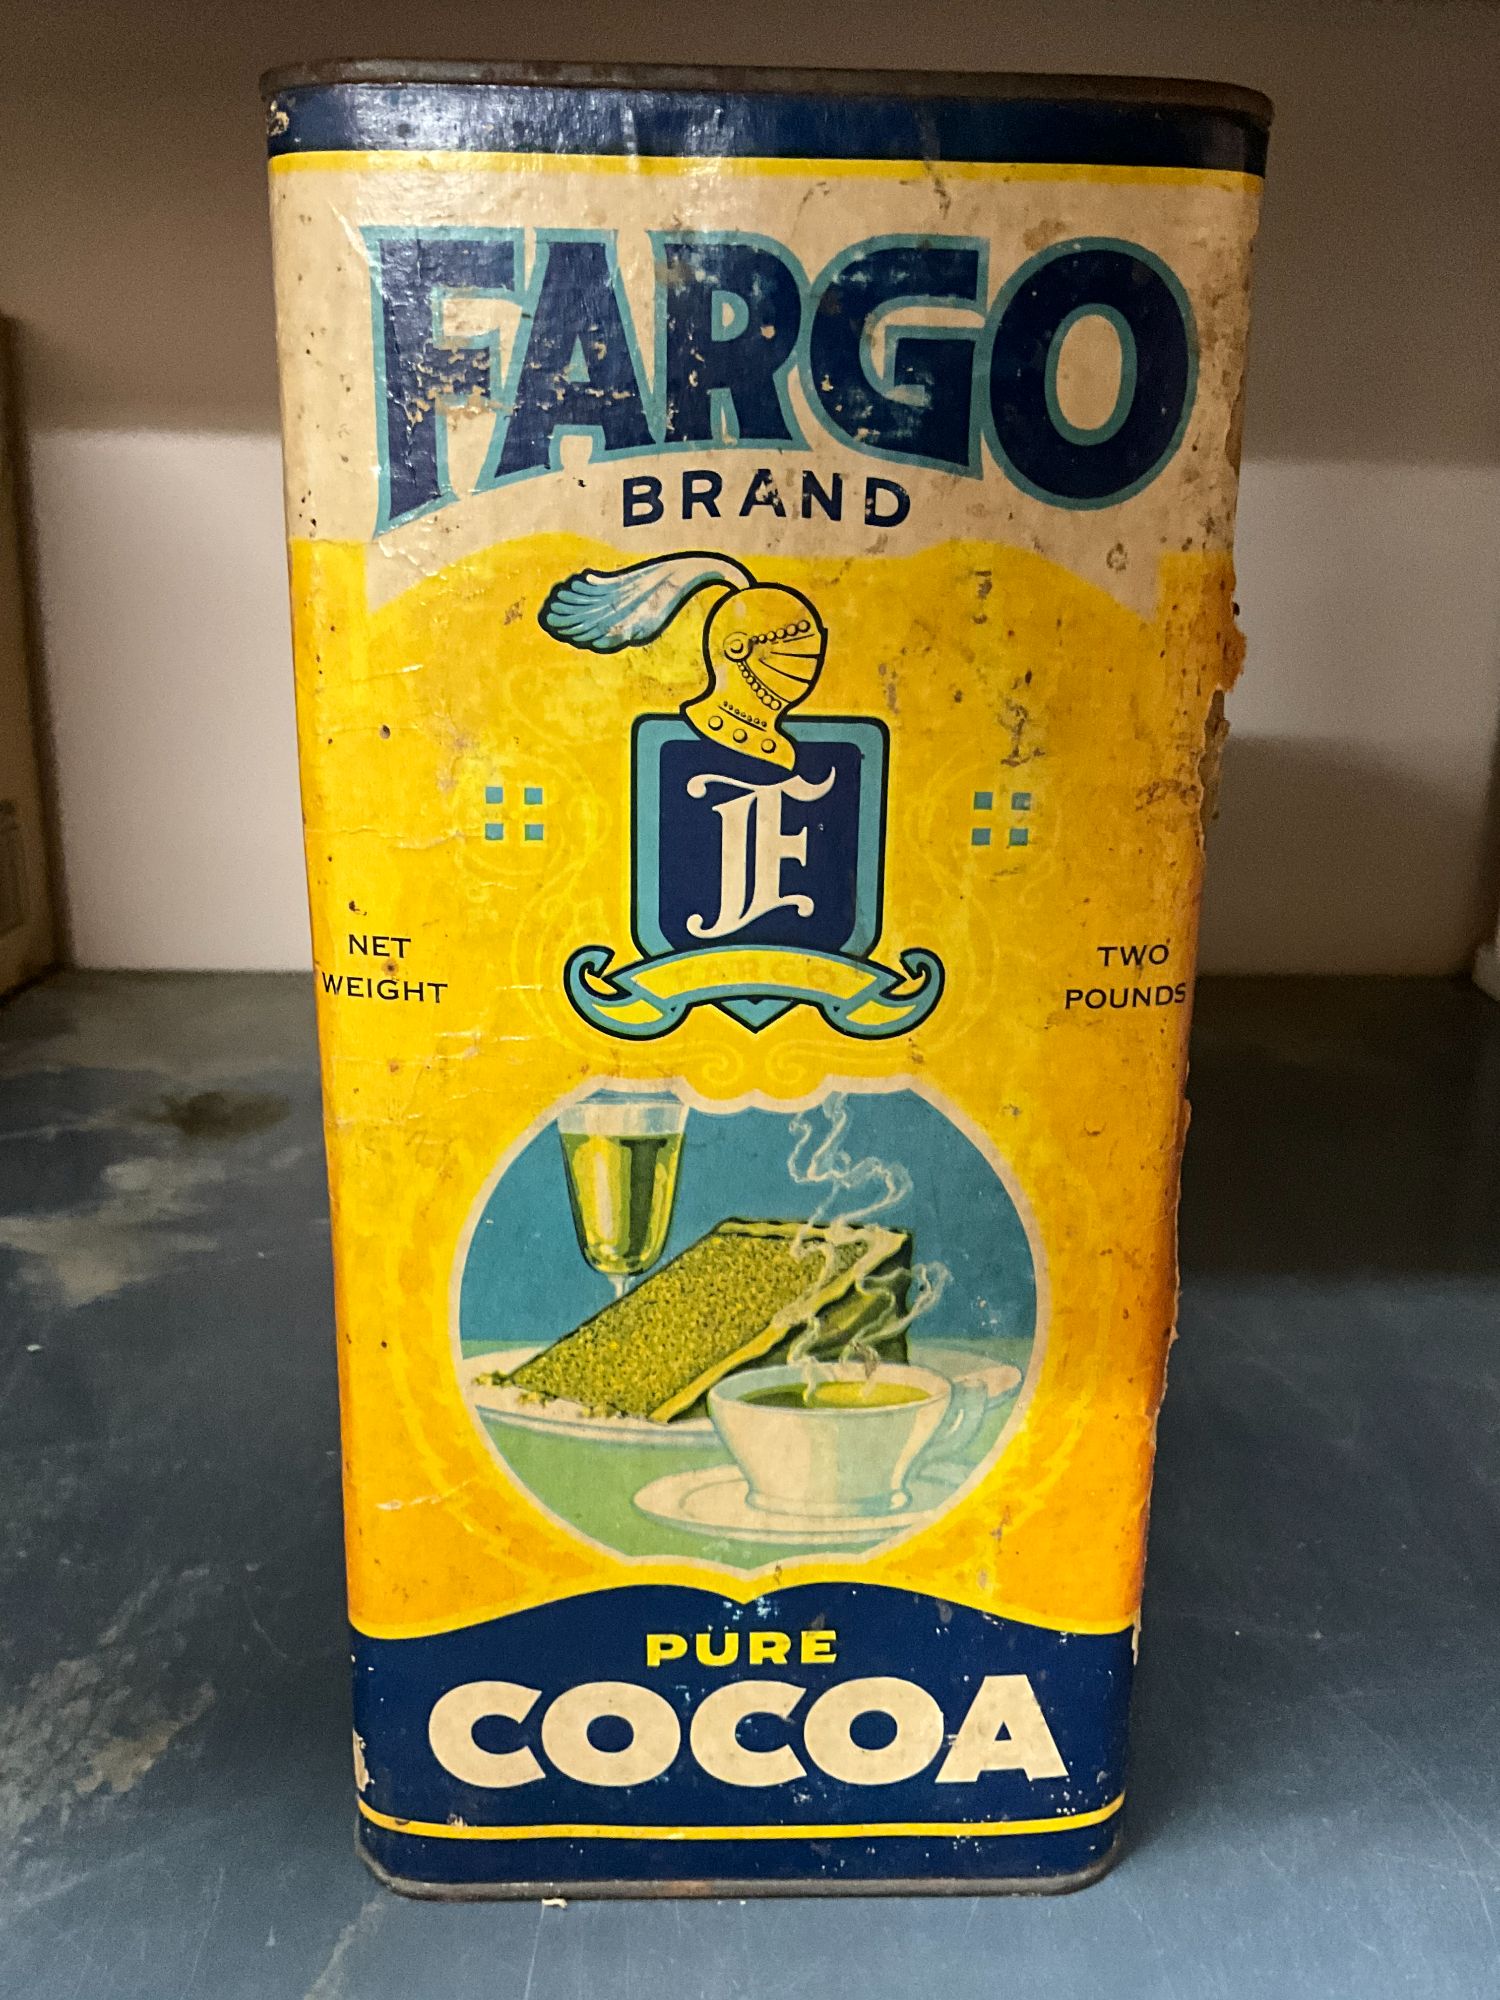 FARGO
BRAND
F
FARGO
NET
WEIGHT
TWO
POUNDS
PURE
COCOA